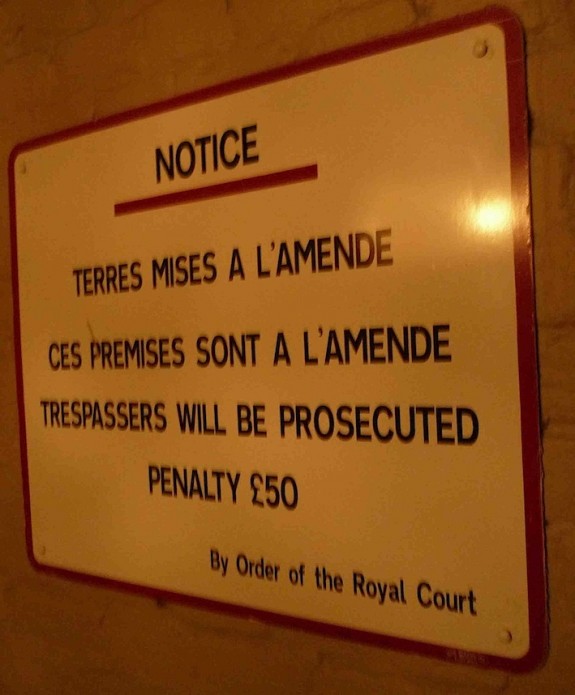 NOTICE
TERRES MISES A L'AMENDE
CES PREMISES SONT A L'AMENDE
TRESPASSERS WILL BE PROSECUTED
PENALTY £50
By Order of the Royal Court